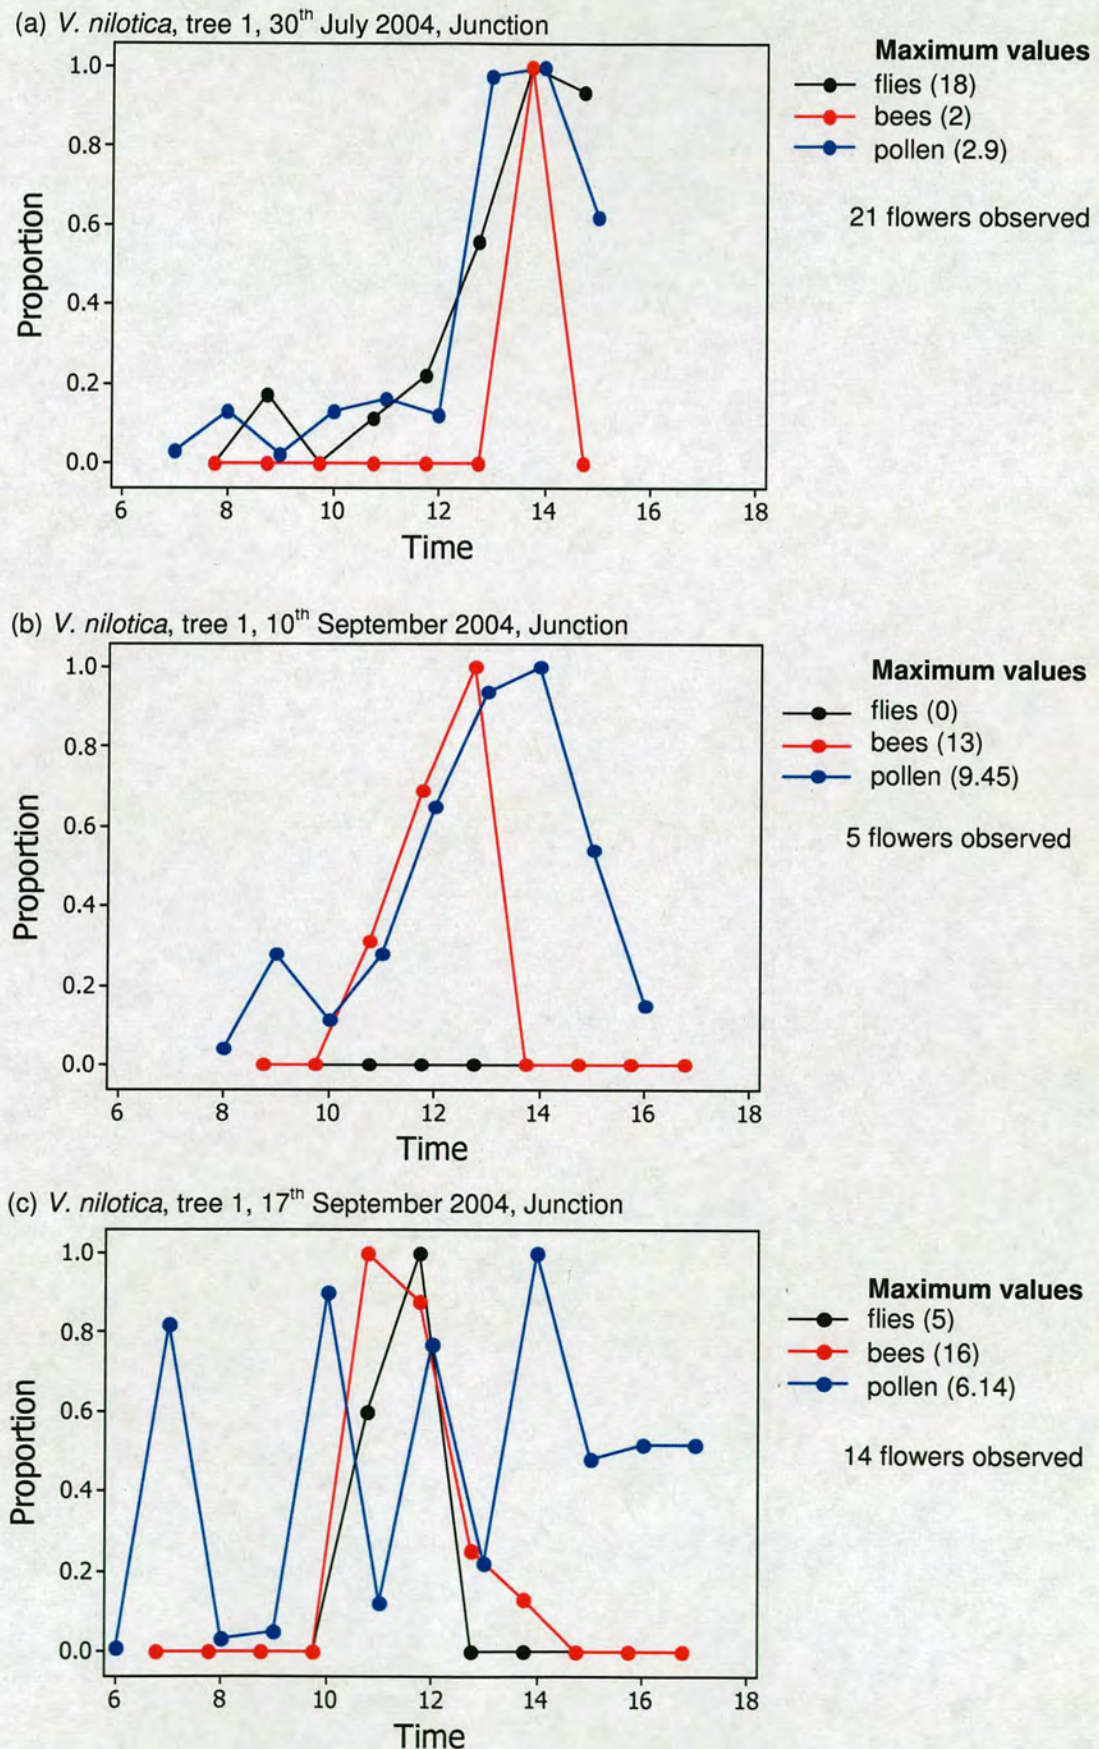 (a) V. nilotica, tree 1, 30th July 2004, Junction
Maximum values
flies (18)
bees (2)
pollen (2.9)
21 flowers observed
Proportion
1.0
0.8
0.6
0.4
0.2
0.0
6 8 10 12 14 16 18
Time
(b) V. nilotica, tree 1, 10th September 2004, Junction
Maximum values
flies (0)
bees (13)
pollen (9.45)
5 flowers observed
Proportion
1.0
0.8
0.6
0.4
0.2
0.0
6 8 10 12 14 16 18
Time
(c) V. nilotica, tree 1, 17th September 2004, Junction
Maximum values
flies (5)
bees (16)
pollen (6.14)
14 flowers observed
Proportion
1.0
0.8
0.6
0.4
0.2
0.0
6 8 10 12 14 16 18
Time